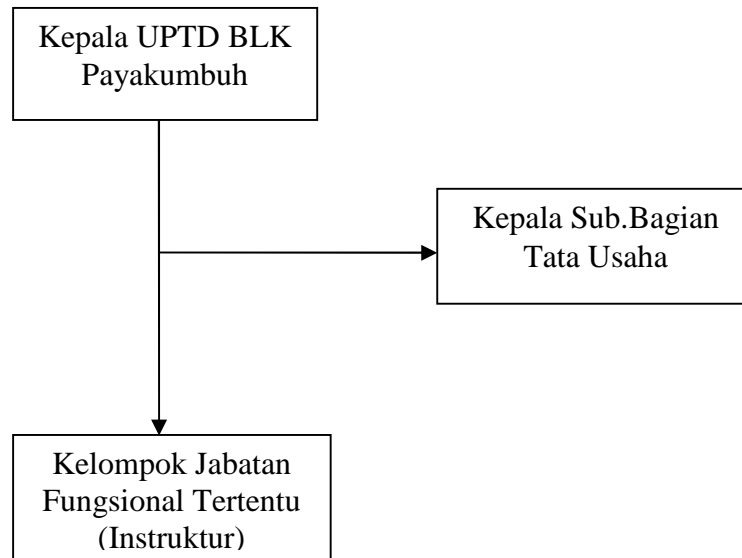 Kepala UPTD BLK
Payakumbuh
Kepala Sub.Bagian
Tata Usaha
Kelompok Jabatan
Fungsional Tertentu
(Instruktur)